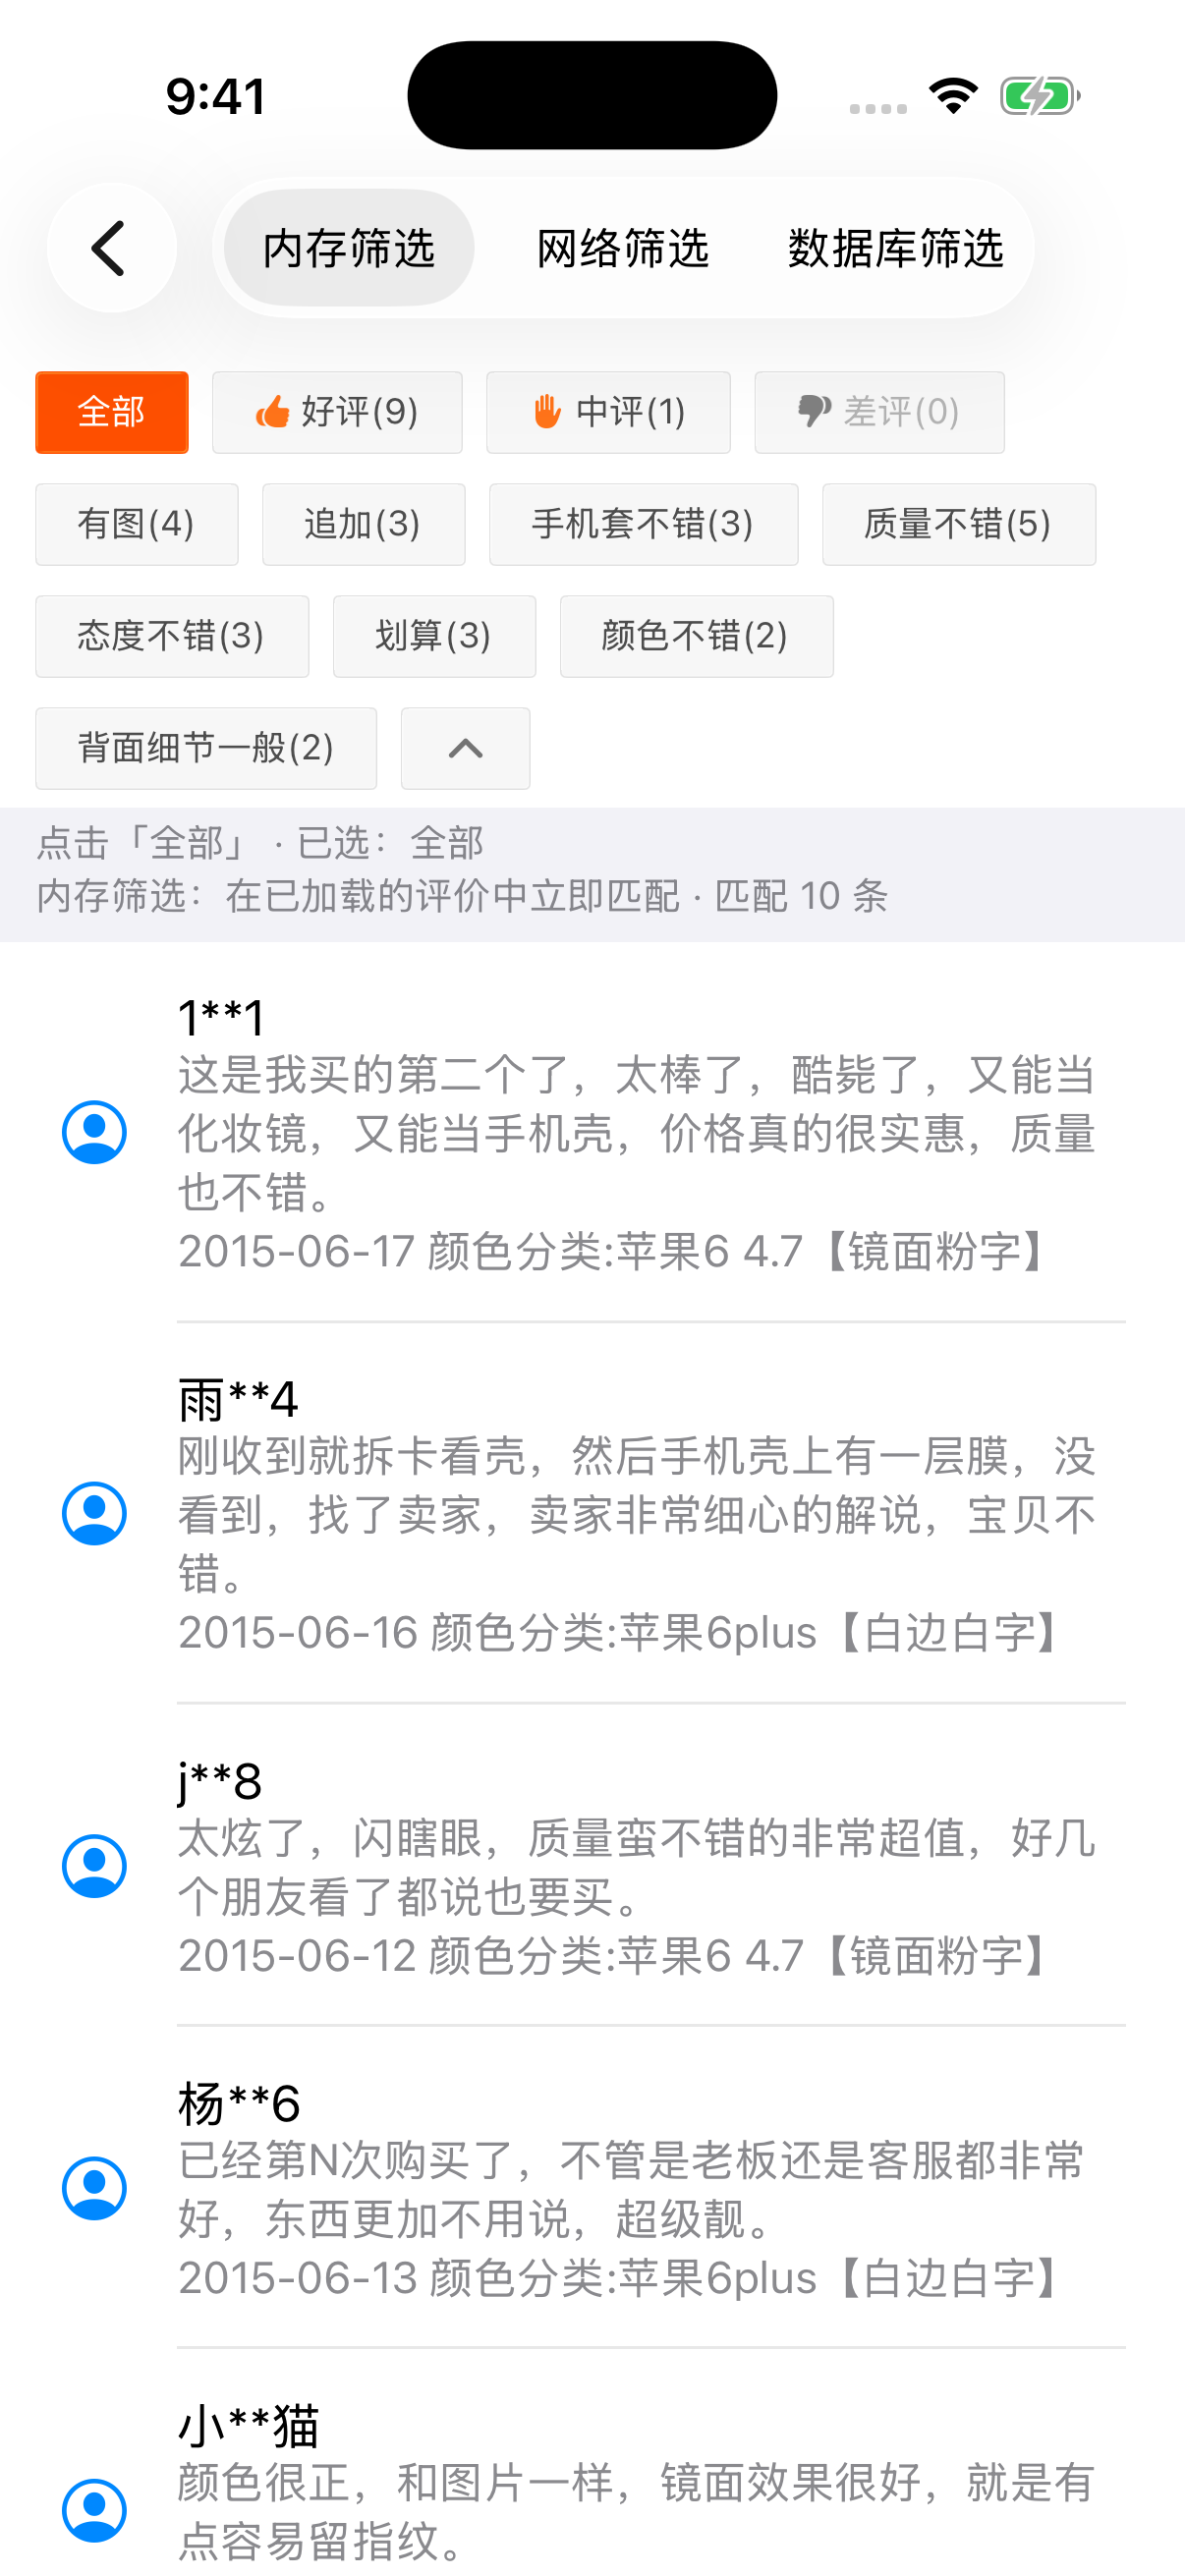 9:41
内存筛选 网络筛选 数据库筛选
全部 好评(9) 中评(1) 差评(0)
有图(4) 追加(3) 手机套不错(3) 质量不错(5)
态度不错(3) 划算(3) 颜色不错(2)
背面细节一般(2)
点击「全部」 · 已选：全部
内存筛选：在已加载的评价中立即匹配 · 匹配 10 条
1**1
这是我买的第二个了，太棒了，酷毙了，又能当
化妆镜，又能当手机壳，价格真的很实惠，质量
也不错。
2015-06-17 颜色分类:苹果6 4.7【镜面粉字】
雨**4
刚收到就拆卡看壳，然后手机壳上有一层膜，没
看到，找了卖家，卖家非常细心的解说，宝贝不
错。
2015-06-16 颜色分类:苹果6plus【白边白字】
j**8
太炫了，闪瞎眼，质量蛮不错的非常超值，好几
个朋友看了都说也要买。
2015-06-12 颜色分类:苹果6 4.7【镜面粉字】
杨**6
已经第N次购买了，不管是老板还是客服都非常
好，东西更加不用说，超级靓。
2015-06-13 颜色分类:苹果6plus【白边白字】
小**猫
颜色很正，和图片一样，镜面效果很好，就是有
点容易留指纹。